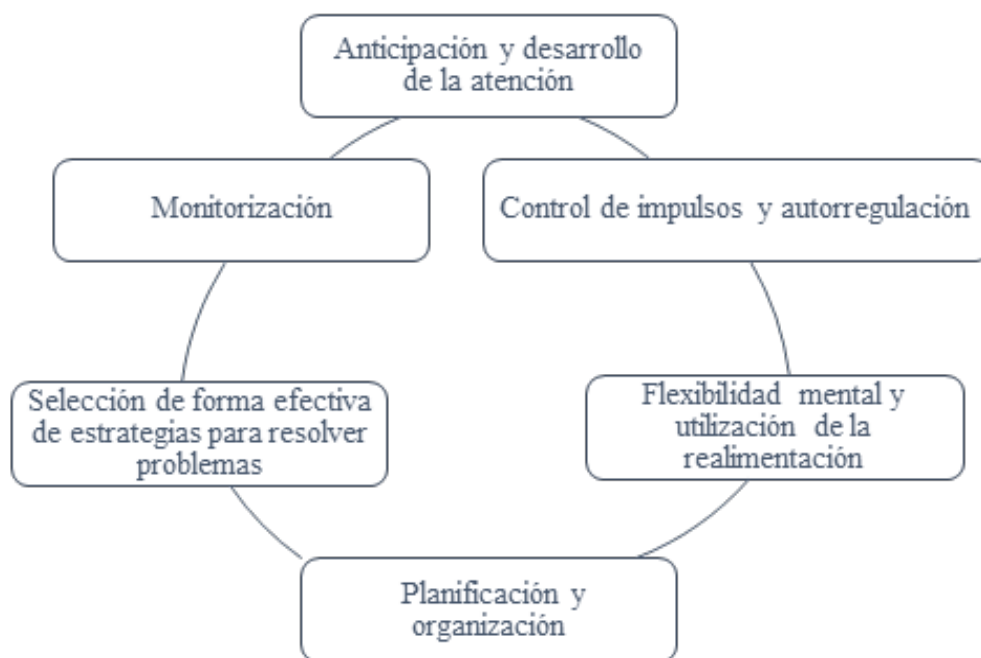 Anticipación y desarrollo
de la atención
Monitorización
Control de impulsos y autorregulación
Selección de forma efectiva
de estrategias para resolver
problemas
Flexibilidad mental y
utilización de la
realimentación
Planificación y
organización